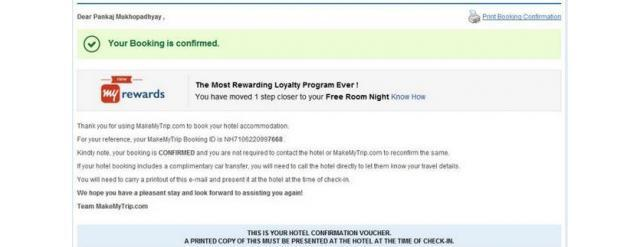 Dear Pankaj Mukhopadhyay ,
Print Booking Confirmation
Your Booking is confirmed.
new
my rewards
The Most Rewarding Loyalty Program Ever !
You have moved 1 step closer to your Free Room Night Know How
Thank you for using MakeMyTrip.com to book your hotel accommodation.
For your reference, your MakeMyTrip Booking ID is NH7106220997668 .
Kindly note, your booking is CONFIRMED and you are not required to contact the hotel or MakeMyTrip.com to reconfirm the same.
If your hotel booking includes a complimentary car transfer, you will need to call the hotel directly to let them know your travel details.
You will need to carry a printout of this e-mail and present it at the hotel at the time of check-in.
We hope you have a pleasant stay and look forward to assisting you again!
Team MakeMyTrip.com
THIS IS YOUR HOTEL CONFIRMATION VOUCHER.
A PRINTED COPY OF THIS MUST BE PRESENTED AT THE HOTEL AT THE TIME OF CHECK-IN.